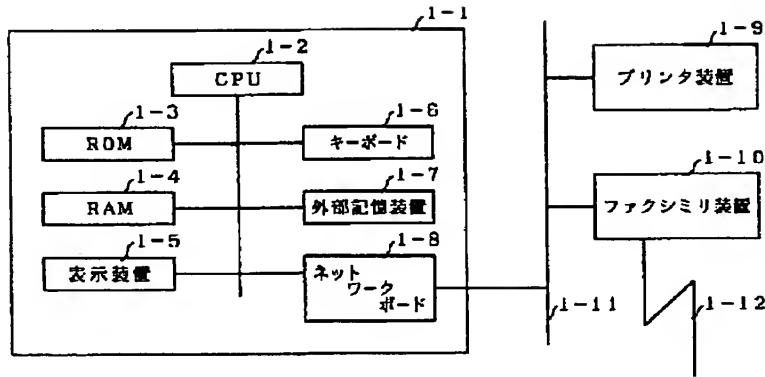 1-1
1-2
CPU
1-3
ROM
1-4
RAM
1-5
表示装置
1-6
キーボード
1-7
外部記憶装置
1-8
ネット
ワーク
ボード
1-9
プリンタ装置
1-10
ファクシミリ装置
1-11
1-12